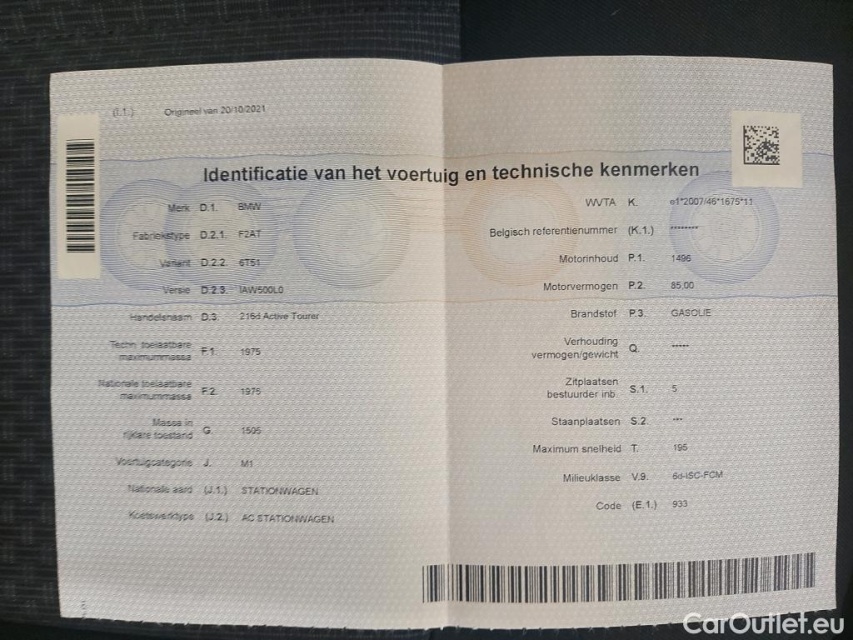 (I.1.) Origineel van 20/10/2021
Identificatie van het voertuig en technische kenmerken
Merk D.1. BMW
Fabriekstype D.2.1. F2AT
Variant D.2.2. 6T51
Versie D.2.3. IAW500L0
Handelsnaam D.3. 216d Active Tourer
Techn. toelaatbare
maximummassa F.1. 1975
Nationale toelaatbare
maximummassa F.2. 1975
Massa in
rijklare toestand G. 1505
Voertuigcategorie J. M1
Nationale aard (J.1.) STATIONWAGEN
Koetswerktype (J.2.) AC STATIONWAGEN
WVTA K. e1*2007/46*1675*11
Belgisch referentienummer (K.1.) ********
Motorinhoud P.1. 1496
Motorvermogen P.2. 85,00
Brandstof P.3. GASOLIE
Verhouding
vermogen/gewicht Q. -----
Zitplaatsen
bestuurder inb. S.1. 5
Staanplaatsen S.2. ---
Maximum snelheid T. 195
Milieuklasse V.9. 6d-ISC-FCM
Code (E.1.) 933
CarOutlet.eu